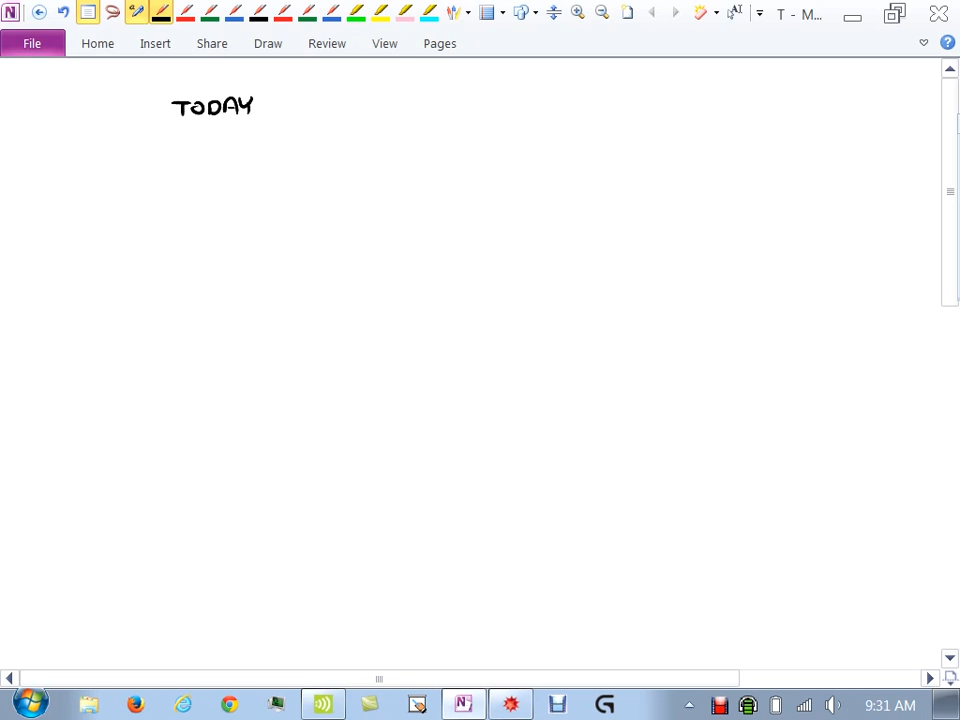 T - M...
File Home Insert Share Draw Review View Pages
TODAY
9:31 AM